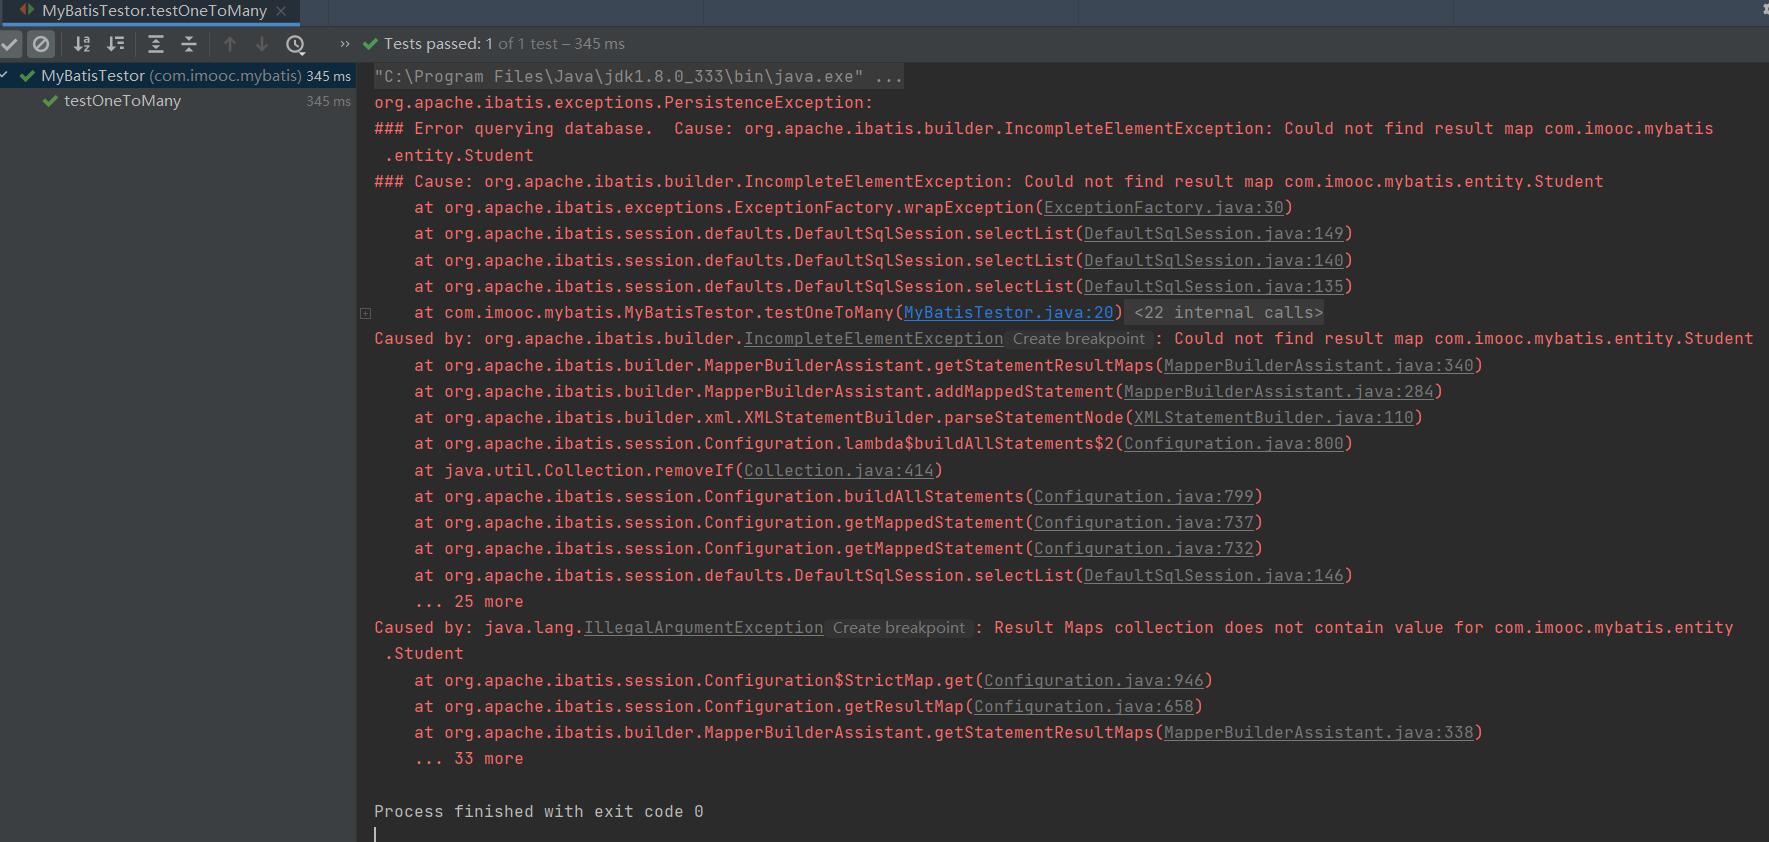 MyBatisTestor.testOneToMany
Tests passed: 1 of 1 test – 345 ms
MyBatisTestor (com.imooc.mybatis) 345 ms
testOneToMany 345 ms
"C:\Program Files\Java\jdk1.8.0_333\bin\java.exe" ...
org.apache.ibatis.exceptions.PersistenceException:
### Error querying database.  Cause: org.apache.ibatis.builder.IncompleteElementException: Could not find result map com.imooc.mybatis
.entity.Student
### Cause: org.apache.ibatis.builder.IncompleteElementException: Could not find result map com.imooc.mybatis.entity.Student
at org.apache.ibatis.exceptions.ExceptionFactory.wrapException(ExceptionFactory.java:30)
at org.apache.ibatis.session.defaults.DefaultSqlSession.selectList(DefaultSqlSession.java:149)
at org.apache.ibatis.session.defaults.DefaultSqlSession.selectList(DefaultSqlSession.java:140)
at org.apache.ibatis.session.defaults.DefaultSqlSession.selectList(DefaultSqlSession.java:135)
at com.imooc.mybatis.MyBatisTestor.testOneToMany(MyBatisTestor.java:20) <22 internal calls>
Caused by: org.apache.ibatis.builder.IncompleteElementException Create breakpoint : Could not find result map com.imooc.mybatis.entity.Student
at org.apache.ibatis.builder.MapperBuilderAssistant.getStatementResultMaps(MapperBuilderAssistant.java:340)
at org.apache.ibatis.builder.MapperBuilderAssistant.addMappedStatement(MapperBuilderAssistant.java:284)
at org.apache.ibatis.builder.xml.XMLStatementBuilder.parseStatementNode(XMLStatementBuilder.java:110)
at org.apache.ibatis.session.Configuration.lambda$buildAllStatements$2(Configuration.java:800)
at java.util.Collection.removeIf(Collection.java:414)
at org.apache.ibatis.session.Configuration.buildAllStatements(Configuration.java:799)
at org.apache.ibatis.session.Configuration.getMappedStatement(Configuration.java:737)
at org.apache.ibatis.session.Configuration.getMappedStatement(Configuration.java:732)
at org.apache.ibatis.session.defaults.DefaultSqlSession.selectList(DefaultSqlSession.java:146)
... 25 more
Caused by: java.lang.IllegalArgumentException Create breakpoint : Result Maps collection does not contain value for com.imooc.mybatis.entity
.Student
at org.apache.ibatis.session.Configuration$StrictMap.get(Configuration.java:946)
at org.apache.ibatis.session.Configuration.getResultMap(Configuration.java:658)
at org.apache.ibatis.builder.MapperBuilderAssistant.getStatementResultMaps(MapperBuilderAssistant.java:338)
... 33 more
Process finished with exit code 0